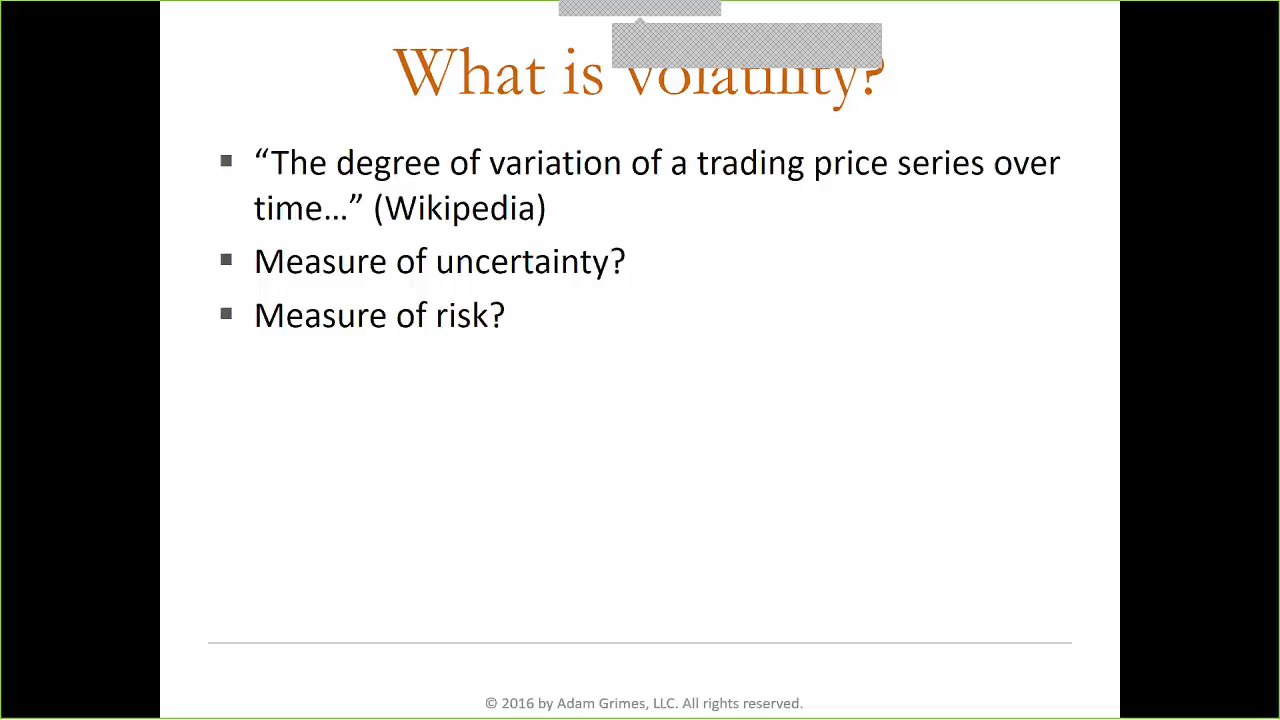 What is Volatility?
“The degree of variation of a trading price series over
time…” (Wikipedia)
Measure of uncertainty?
Measure of risk?
© 2016 by Adam Grimes, LLC. All rights reserved.